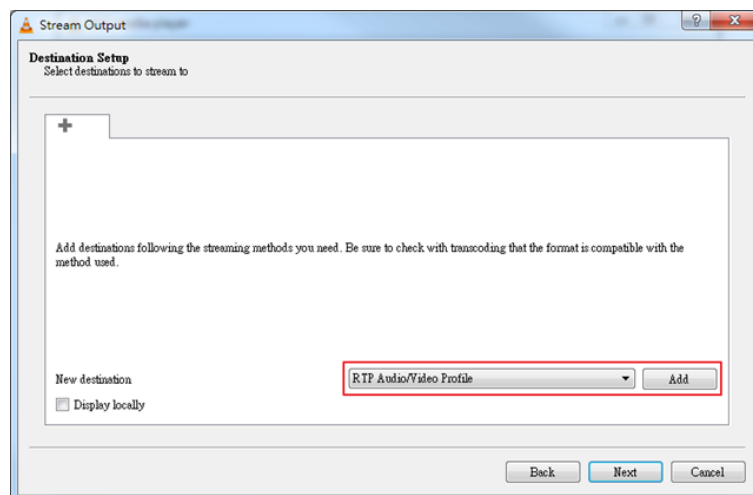 Stream Output
Destination Setup
Select destinations to stream to
Add destinations following the streaming methods you need. Be sure to check with transcoding that the format is compatible with the
method used.
New destination
RTP Audio/Video Profile
Add
Display locally
Back
Next
Cancel